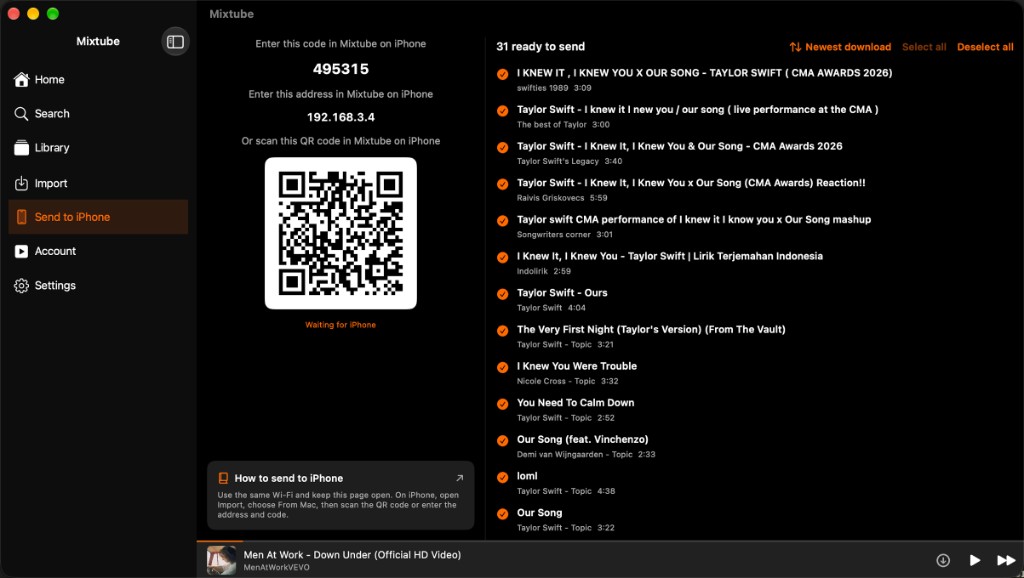 Mixtube
Mixtube
Home
Search
Library
Import
Send to iPhone
Account
Settings
Enter this code in Mixtube on iPhone
495315
Enter this address in Mixtube on iPhone
192.168.3.4
Or scan this QR code in Mixtube on iPhone
Waiting for iPhone
How to send to iPhone
Use the same Wi-Fi and keep this page open. On iPhone, open
Import, choose From Mac, then scan the QR code or enter the
address and code.
31 ready to send
Newest download Select all Deselect all
I KNEW IT , I KNEW YOU X OUR SONG - TAYLOR SWIFT ( CMA AWARDS 2026)
swifties 1989 3:09
Taylor Swift - I knew it I new you / our song ( live performance at the CMA )
The best of Taylor 3:00
Taylor Swift - I Knew It, I Knew You & Our Song - CMA Awards 2026
Taylor Swift's Legacy 3:40
Taylor Swift - I Knew It, I Knew You x Our Song (CMA Awards) Reaction!!
Raivis Griskovecs 5:59
Taylor swift CMA performance of I knew it I know you x Our Song mashup
Songwriters corner 3:01
I Knew It, I Knew You - Taylor Swift | Lirik Terjemahan Indonesia
Indolirik 2:59
Taylor Swift - Ours
Taylor Swift 4:04
The Very First Night (Taylor's Version) (From The Vault)
Taylor Swift - Topic 3:21
I Knew You Were Trouble
Nicole Cross - Topic 3:32
You Need To Calm Down
Taylor Swift - Topic 2:52
Our Song (feat. Vinchenzo)
Demi van Wijngaarden - Topic 2:33
loml
Taylor Swift - Topic 4:38
Our Song
Taylor Swift - Topic 3:22
Men At Work - Down Under (Official HD Video)
MenAtWorkVEVO